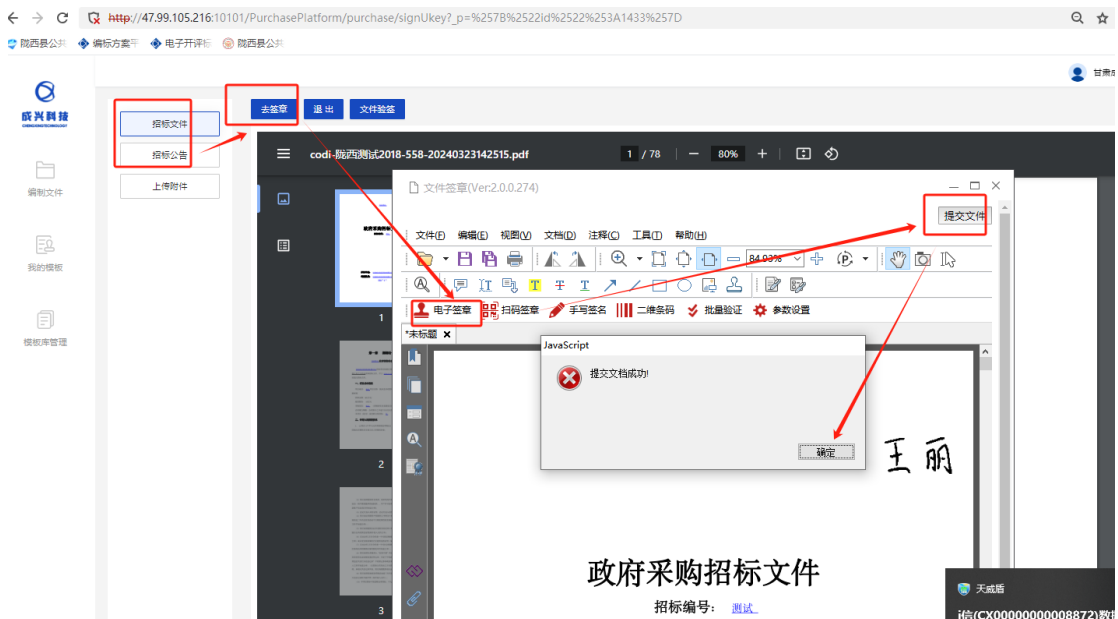 http://47.99.105.216:10101/PurchasePlatform/purchase/signUkey?_p=%257B%2522id%2522%253A1433%257D
陇西县公共 编标方案平 电子开评标 陇西县公共
成兴科技
编制文件
我的模板
模板库管理
招标文件
招标公告
上传附件
去签章 退出 文件验签
codi-陇西测试2018-558-20240323142515.pdf 1 / 78 80%
1
2
3
文件签章(Ver:2.0.0.274)
提交文件
文件(F) 编辑(E) 视图(V) 文档(D) 注释(C) 工具(T) 帮助(H)
84.93%
电子签章 扫码签章 手写签名 二维条码 批量验证 参数设置
*未标题
JavaScript
提交文档成功!
确定
王丽
政府采购招标文件
招标编号: 测试
天威盾